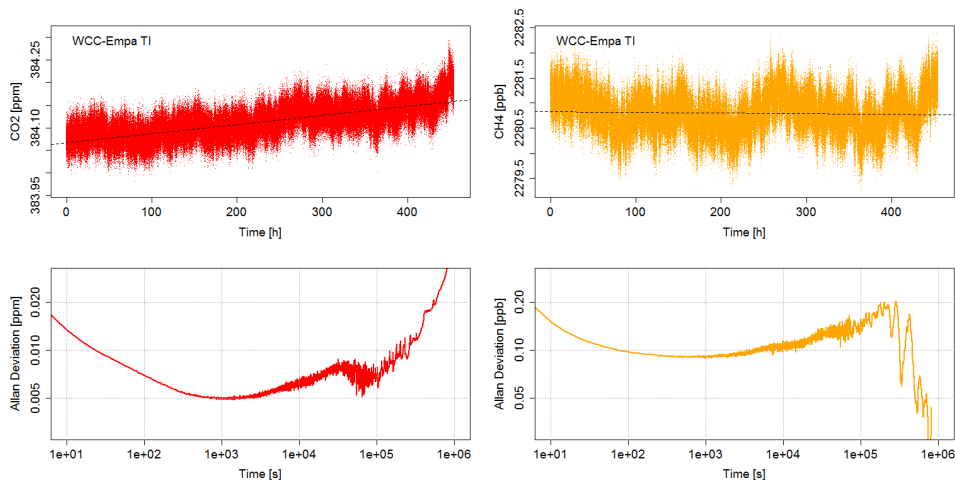 WCC-Empa TI
CO2 [ppm]
384.25
384.10
383.95
0 100 200 300 400
Time [h]
WCC-Empa TI
CH4 [ppb]
2282.5
2281.5
2280.5
2279.5
0 100 200 300 400
Time [h]
Allan Deviation [ppm]
0.020
0.010
0.005
1e+01 1e+02 1e+03 1e+04 1e+05 1e+06
Time [s]
Allan Deviation [ppb]
0.20
0.10
0.05
1e+01 1e+02 1e+03 1e+04 1e+05 1e+06
Time [s]